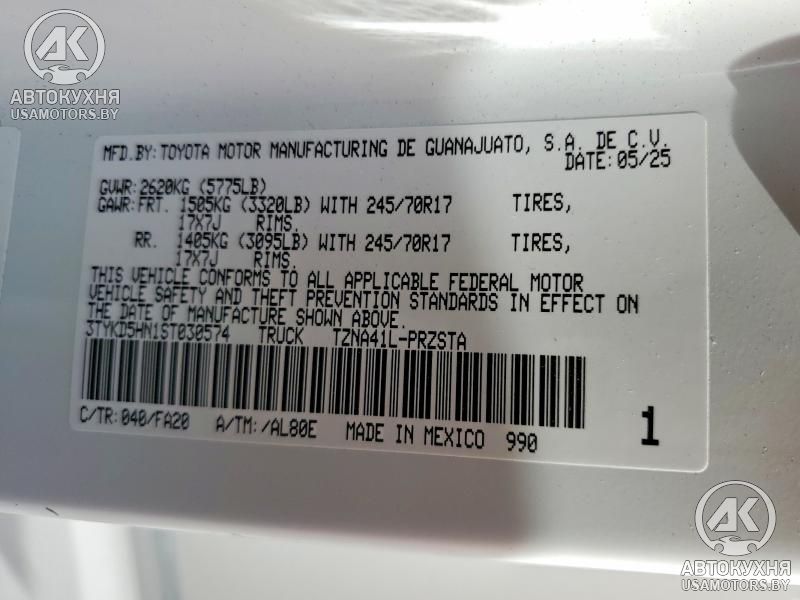 AK
АВТОКУХНЯ
USAMOTORS.BY
MFD.BY: TOYOTA MOTOR MANUFACTURING DE GUANAJUATO, S.A. DE C.V.
DATE: 05/25
GVWR: 2620KG (5775LB)
GAWR: FRT. 1505KG (3320LB) WITH 245/70R17 TIRES,
17X7J RIMS.
RR. 1405KG (3095LB) WITH 245/70R17 TIRES,
17X7J RIMS.
THIS VEHICLE CONFORMS TO ALL APPLICABLE FEDERAL MOTOR
VEHICLE SAFETY AND THEFT PREVENTION STANDARDS IN EFFECT ON
THE DATE OF MANUFACTURE SHOWN ABOVE.
3TYKD5HN1ST030574 TRUCK TZNA41L-PRZSTA
C/TR: 040/FA20 A/TM: /AL80E MADE IN MEXICO 990 1
AK
АВТОКУХНЯ
USAMOTORS.BY